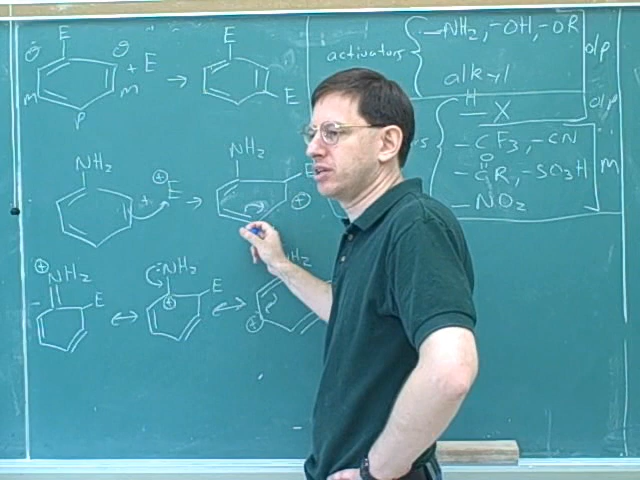 E
o o
+ E →
m m
p
E
E
activators
-NH2, -OH, -OR
alkyl
o/p
H
-X
o/p
-CF3, -CN
O
-CR, -SO3H
-NO2
m
NH2
+
⊕
E →
NH2
⊕
⊕
NH2
E
↔
:NH2
E
⊕
↔
NH2
⊕